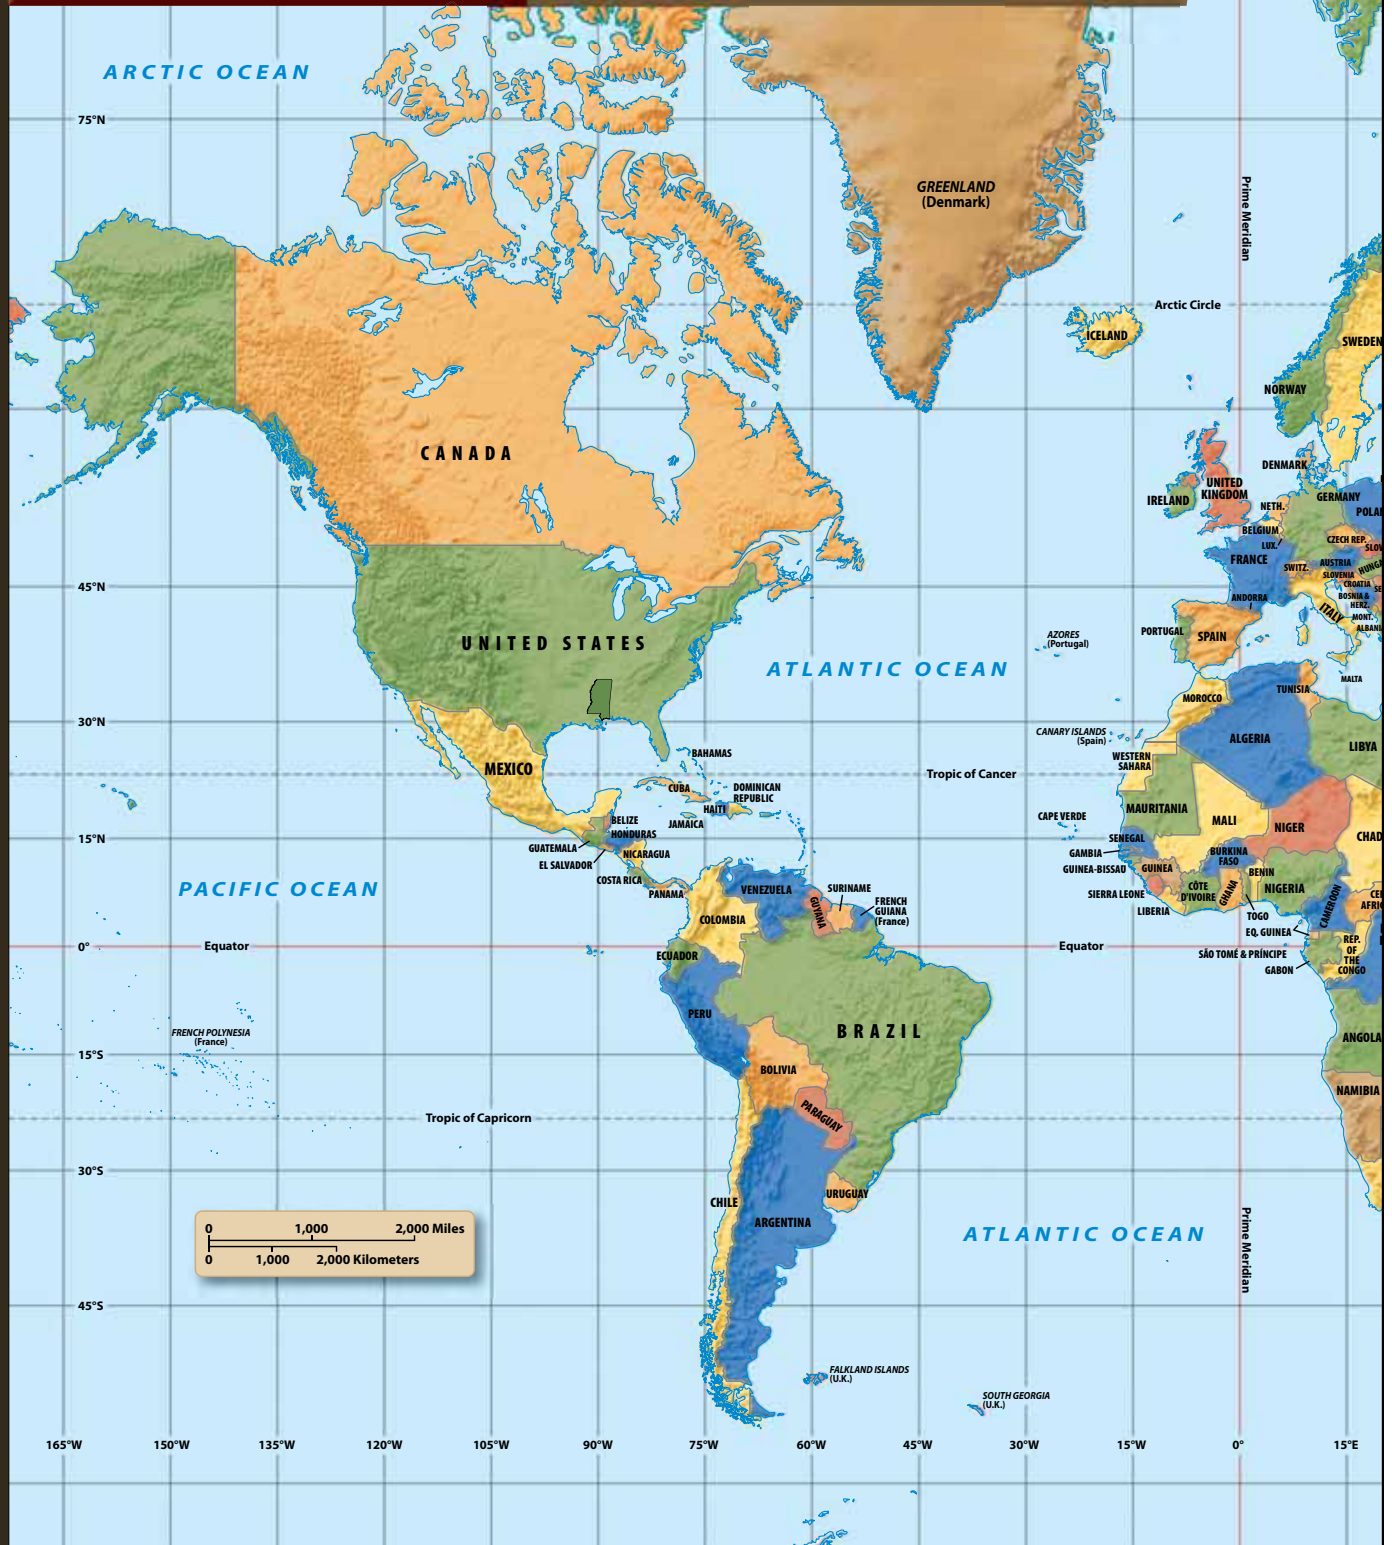 ARCTIC OCEAN
75°N
GREENLAND
(Denmark)
Prime Meridian
Arctic Circle
ICELAND
SWEDEN
NORWAY
CANADA
DENMARK
UNITED
KINGDOM
IRELAND
NETH.
GERMANY
POLA
BELGIUM
LUX.
CZECH REP.
SLOV
FRANCE
SWITZ.
AUSTRIA
HUNGA
SLOVENIA
CROATIA
SE
BOSNIA &
HERZ.
MONT.
ALBANI
ITALY
ANDORRA
45°N
UNITED STATES
AZORES
(Portugal)
PORTUGAL
SPAIN
ATLANTIC OCEAN
MALTA
TUNISIA
MOROCCO
30°N
CANARY ISLANDS
(Spain)
ALGERIA
LIBYA
BAHAMAS
WESTERN
SAHARA
MEXICO
Tropic of Cancer
CUBA
DOMINICAN
REPUBLIC
HAITI
JAMAICA
MAURITANIA
MALI
NIGER
CHAD
CAPE VERDE
BELIZE
HONDURAS
15°N
GUATEMALA
NICARAGUA
EL SALVADOR
COSTA RICA
PANAMA
SENEGAL
GAMBIA
GUINEA-BISSAU
GUINEA
BURKINA
FASO
BENIN
SIERRA LEONE
CÔTE
D'IVOIRE
GHANA
NIGERIA
LIBERIA
TOGO
CAMEROON
CE
AFRI
PACIFIC OCEAN
VENEZUELA
GUYANA
SURINAME
FRENCH
GUIANA
(France)
COLOMBIA
EQ. GUINEA
0°
Equator
Equator
SÃO TOMÉ & PRÍNCIPE
GABON
REP.
OF
THE
CONGO
ECUADOR
PERU
BRAZIL
FRENCH POLYNESIA
(France)
ANGOLA
15°S
BOLIVIA
NAMIBIA
PARAGUAY
Tropic of Capricorn
30°S
CHILE
URUGUAY
ARGENTINA
ATLANTIC OCEAN
Prime Meridian
0 1,000 2,000 Miles
0 1,000 2,000 Kilometers
45°S
FALKLAND ISLANDS
(U.K.)
SOUTH GEORGIA
(U.K.)
165°W 150°W 135°W 120°W 105°W 90°W 75°W 60°W 45°W 30°W 15°W 0° 15°E